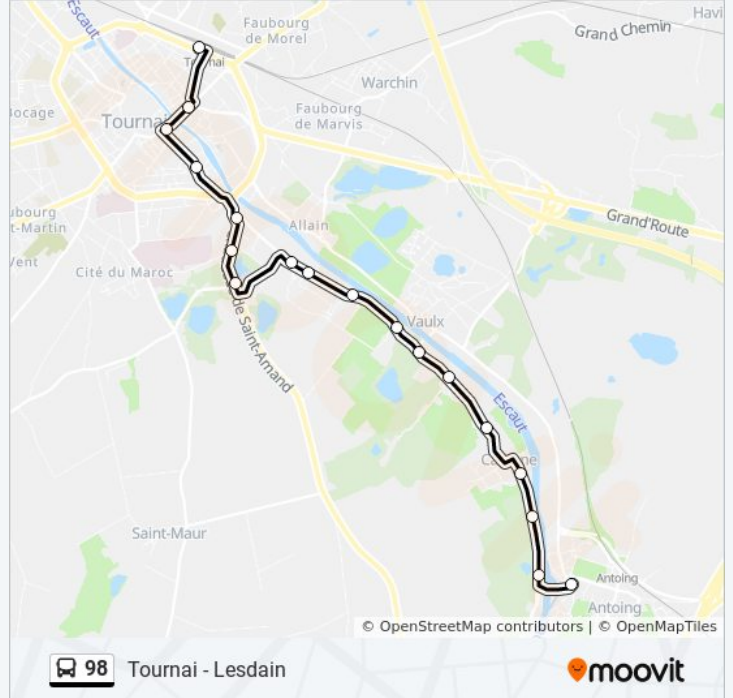 Escaut
Faubourg
de Morel
Grand Chemin
Havi
Tournai
Warchin
Bocage
Tournai
Faubourg
de Marvis
ubourg
t-Martin
Allain
Grand'Route
Vent
Cité du Maroc
de Saint-Amand
Vaulx
Escaut
Saint-Maur
Antoing
Antoing
© OpenStreetMap contributors | © OpenMapTiles
98 Tournai - Lesdain
moovit